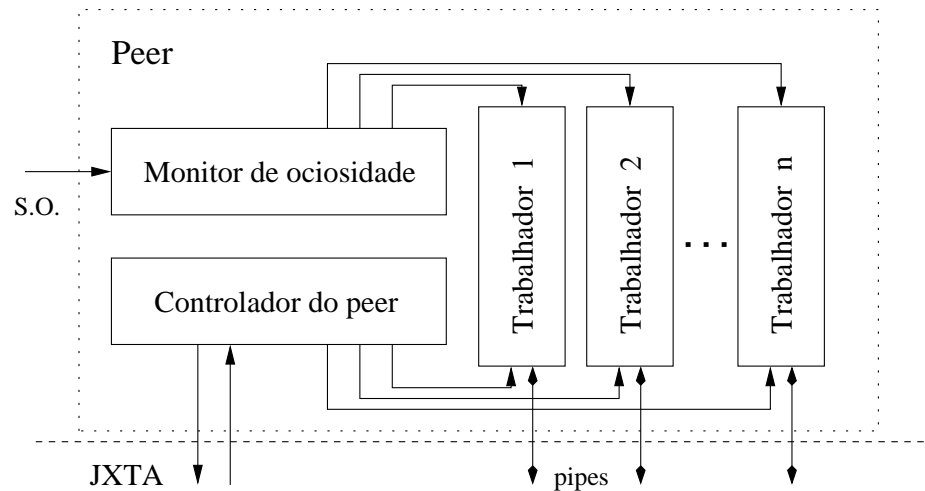 Peer
Monitor de ociosidade
S.O.
Controlador do peer
Trabalhador 1
Trabalhador 2
. . .
Trabalhador n
JXTA
pipes